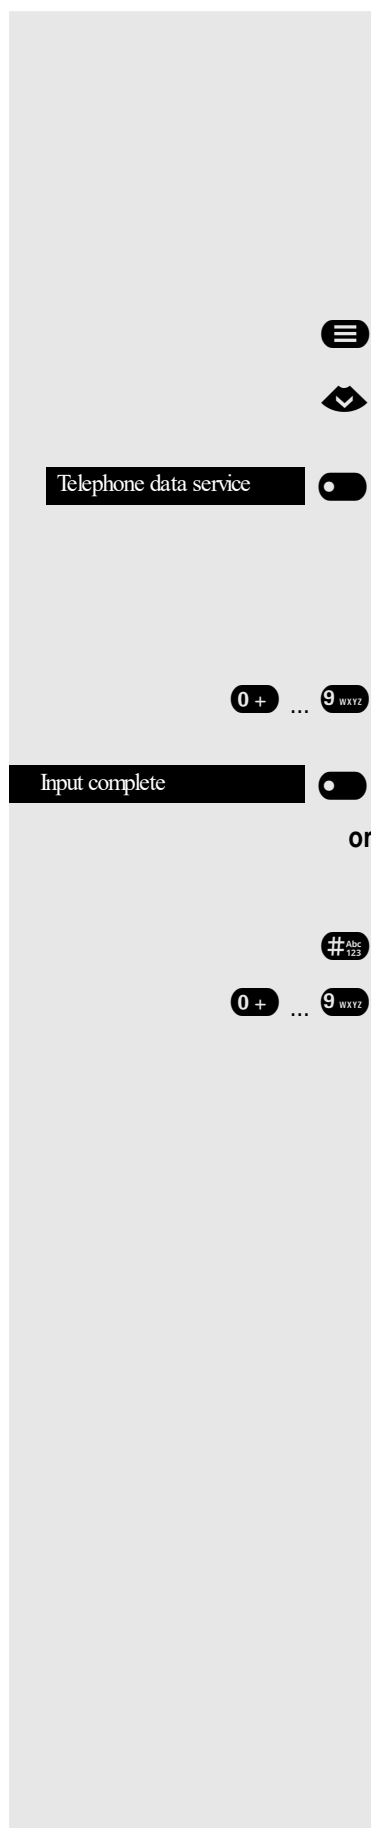 Telephone data service
0 + ... 9 WXYZ
Input complete
or
# Abc 123
0 + ... 9 WXYZ